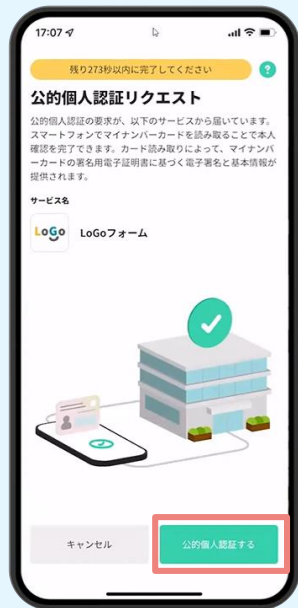 17:07
残り273秒以内に完了してください
?
公的個人認証リクエスト
公的個人認証の要求が、以下のサービスから届いています。
スマートフォンでマイナンバーカードを読み取ることで本人
確認を完了できます。カード読み取りによって、マイナンバ
ーカードの署名用電子証明書に基づく電子署名と基本情報が
提供されます。
サービス名
LoGo
LoGoフォーム
キャンセル
公的個人認証する